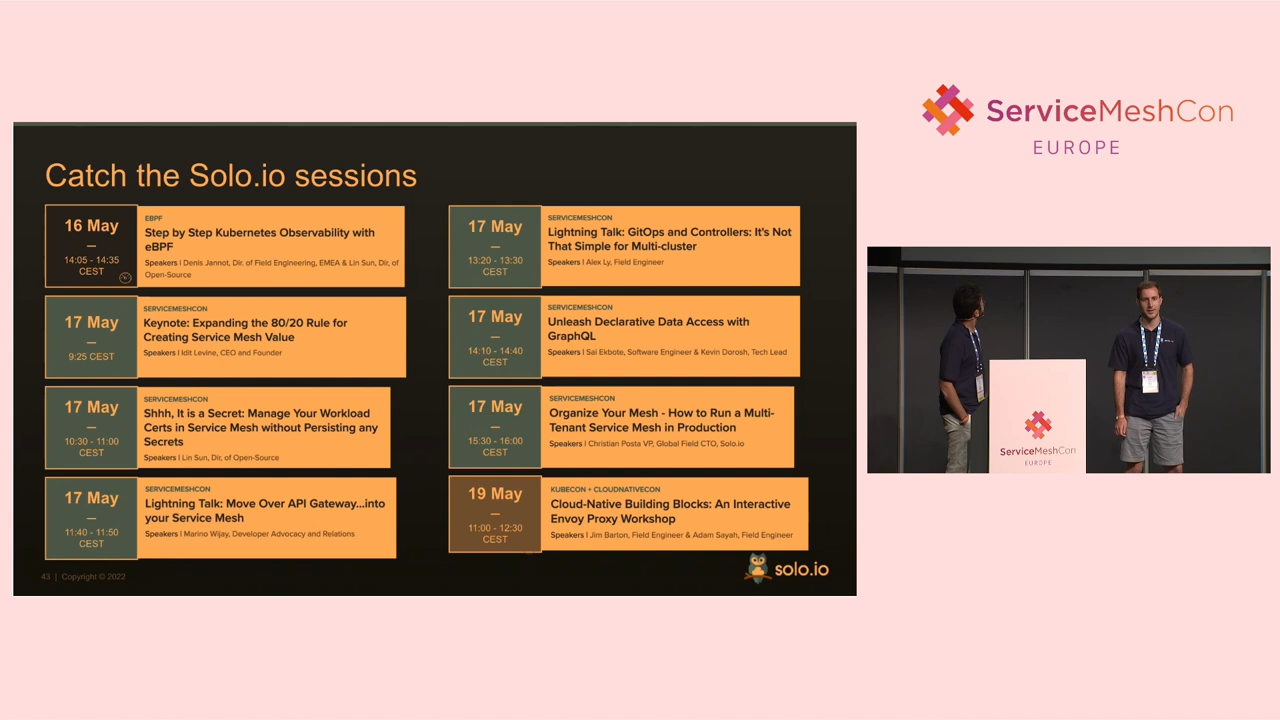 Catch the Solo.io sessions
16 May
—
14:05 - 14:35
CEST
EBPF
Step by Step Kubernetes Observability with
eBPF
Speakers | Denis Jannot, Dir. of Field Engineering, EMEA & Lin Sun, Dir, of
Open-Source
17 May
—
9:25 CEST
SERVICEMESHCON
Keynote: Expanding the 80/20 Rule for
Creating Service Mesh Value
Speakers | Idit Levine, CEO and Founder
17 May
—
10:30 - 11:00
CEST
SERVICEMESHCON
Shhh, It is a Secret: Manage Your Workload
Certs in Service Mesh without Persisting any
Secrets
Speakers | Lin Sun, Dir, of Open-Source
17 May
—
11:40 - 11:50
CEST
SERVICEMESHCON
Lightning Talk: Move Over API Gateway...into
your Service Mesh
Speakers | Marino Wijay, Developer Advocacy and Relations
17 May
—
13:20 - 13:30
CEST
SERVICEMESHCON
Lightning Talk: GitOps and Controllers: It's Not
That Simple for Multi-cluster
Speakers | Alex Ly, Field Engineer
17 May
—
14:10 - 14:40
CEST
SERVICEMESHCON
Unleash Declarative Data Access with
GraphQL
Speakers | Sai Ekbote, Software Engineer & Kevin Dorosh, Tech Lead
17 May
—
15:30 - 16:00
CEST
SERVICEMESHCON
Organize Your Mesh - How to Run a Multi-
Tenant Service Mesh in Production
Speakers | Christian Posta VP, Global Field CTO, Solo.io
19 May
—
11:00 - 12:30
CEST
KUBECON + CLOUDNATIVECON
Cloud-Native Building Blocks: An Interactive
Envoy Proxy Workshop
Speakers | Jim Barton, Field Engineer & Adam Sayah, Field Engineer
43 | Copyright © 2022
solo.io
ServiceMeshCon
EUROPE
ServiceMeshCon
EUROPE